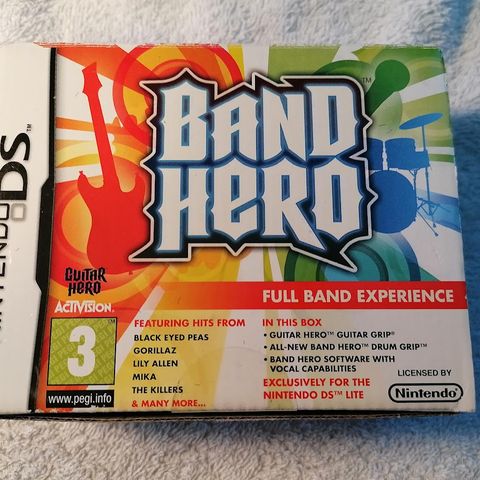 NINTENDO DS™
BAND
HERO™
GUITAR
HERO
ACTIVISION.
FULL BAND EXPERIENCE
3
www.pegi.info
FEATURING HITS FROM
BLACK EYED PEAS
GORILLAZ
LILY ALLEN
MIKA
THE KILLERS
& MANY MORE...
IN THIS BOX
• GUITAR HERO™ GUITAR GRIP®
• ALL-NEW BAND HERO™ DRUM GRIP™
• BAND HERO SOFTWARE WITH
VOCAL CAPABILITIES
EXCLUSIVELY FOR THE
NINTENDO DS™ LITE
LICENSED BY
Nintendo®